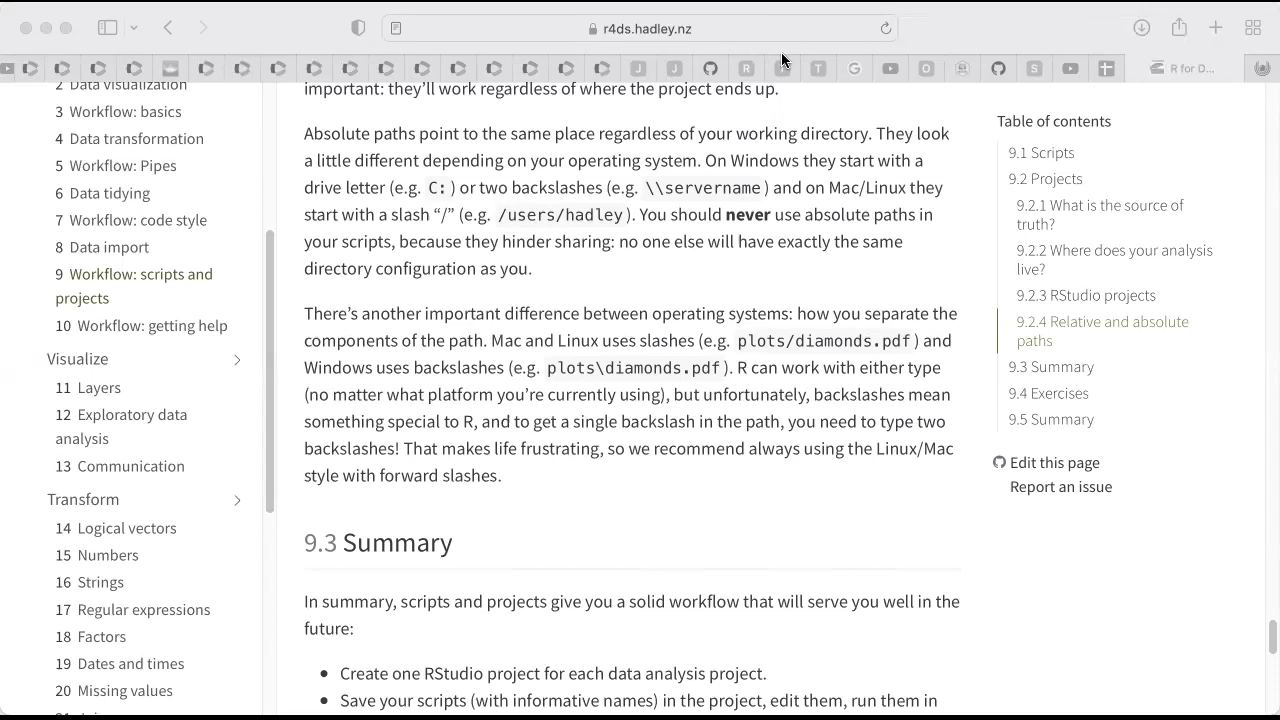 r4ds.hadley.nz
J
J
R
T
G
O
S
R for D...
2 Data visualization
3 Workflow: basics
4 Data transformation
5 Workflow: Pipes
6 Data tidying
7 Workflow: code style
8 Data import
9 Workflow: scripts and
projects
10 Workflow: getting help
Visualize
11 Layers
12 Exploratory data
analysis
13 Communication
Transform
14 Logical vectors
15 Numbers
16 Strings
17 Regular expressions
18 Factors
19 Dates and times
20 Missing values
important: they’ll work regardless of where the project ends up.
Absolute paths point to the same place regardless of your working directory. They look
a little different depending on your operating system. On Windows they start with a
drive letter (e.g. C:) or two backslashes (e.g. \\servername) and on Mac/Linux they
start with a slash “/” (e.g. /users/hadley). You should never use absolute paths in
your scripts, because they hinder sharing: no one else will have exactly the same
directory configuration as you.
There’s another important difference between operating systems: how you separate the
components of the path. Mac and Linux uses slashes (e.g. plots/diamonds.pdf) and
Windows uses backslashes (e.g. plots\diamonds.pdf). R can work with either type
(no matter what platform you’re currently using), but unfortunately, backslashes mean
something special to R, and to get a single backslash in the path, you need to type two
backslashes! That makes life frustrating, so we recommend always using the Linux/Mac
style with forward slashes.
9.3 Summary
In summary, scripts and projects give you a solid workflow that will serve you well in the
future:
• Create one RStudio project for each data analysis project.
• Save your scripts (with informative names) in the project, edit them, run them in
Table of contents
9.1 Scripts
9.2 Projects
9.2.1 What is the source of
truth?
9.2.2 Where does your analysis
live?
9.2.3 RStudio projects
9.2.4 Relative and absolute
paths
9.3 Summary
9.4 Exercises
9.5 Summary
Edit this page
Report an issue